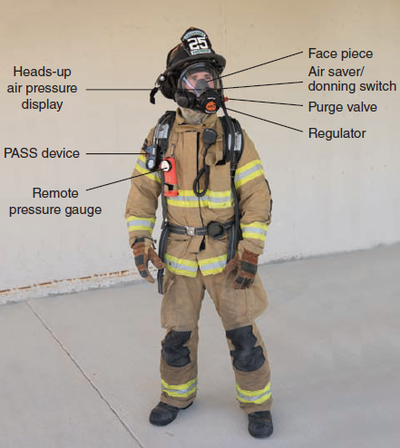 25
Heads-up
air pressure
display
PASS device
Remote
pressure gauge
Face piece
Air saver/
donning switch
Purge valve
Regulator